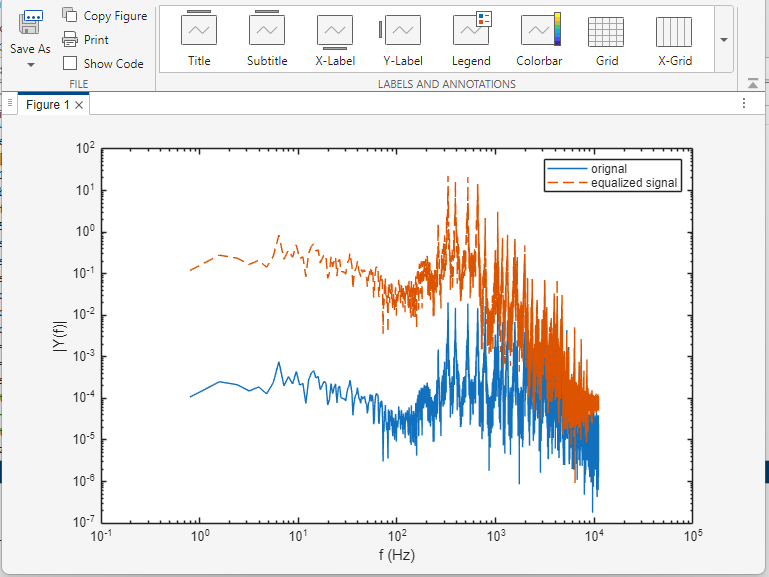 Save As
Copy Figure
Print
Show Code
FILE
Title
Subtitle
X-Label
Y-Label
Legend
Colorbar
Grid
X-Grid
LABELS AND ANNOTATIONS
Figure 1
10^2
10^1
10^0
10^-1
10^-2
10^-3
10^-4
10^-5
10^-6
10^-7
|Y(f)|
orignal
equalized signal
10^-1 10^0 10^1 10^2 10^3 10^4 10^5
f (Hz)